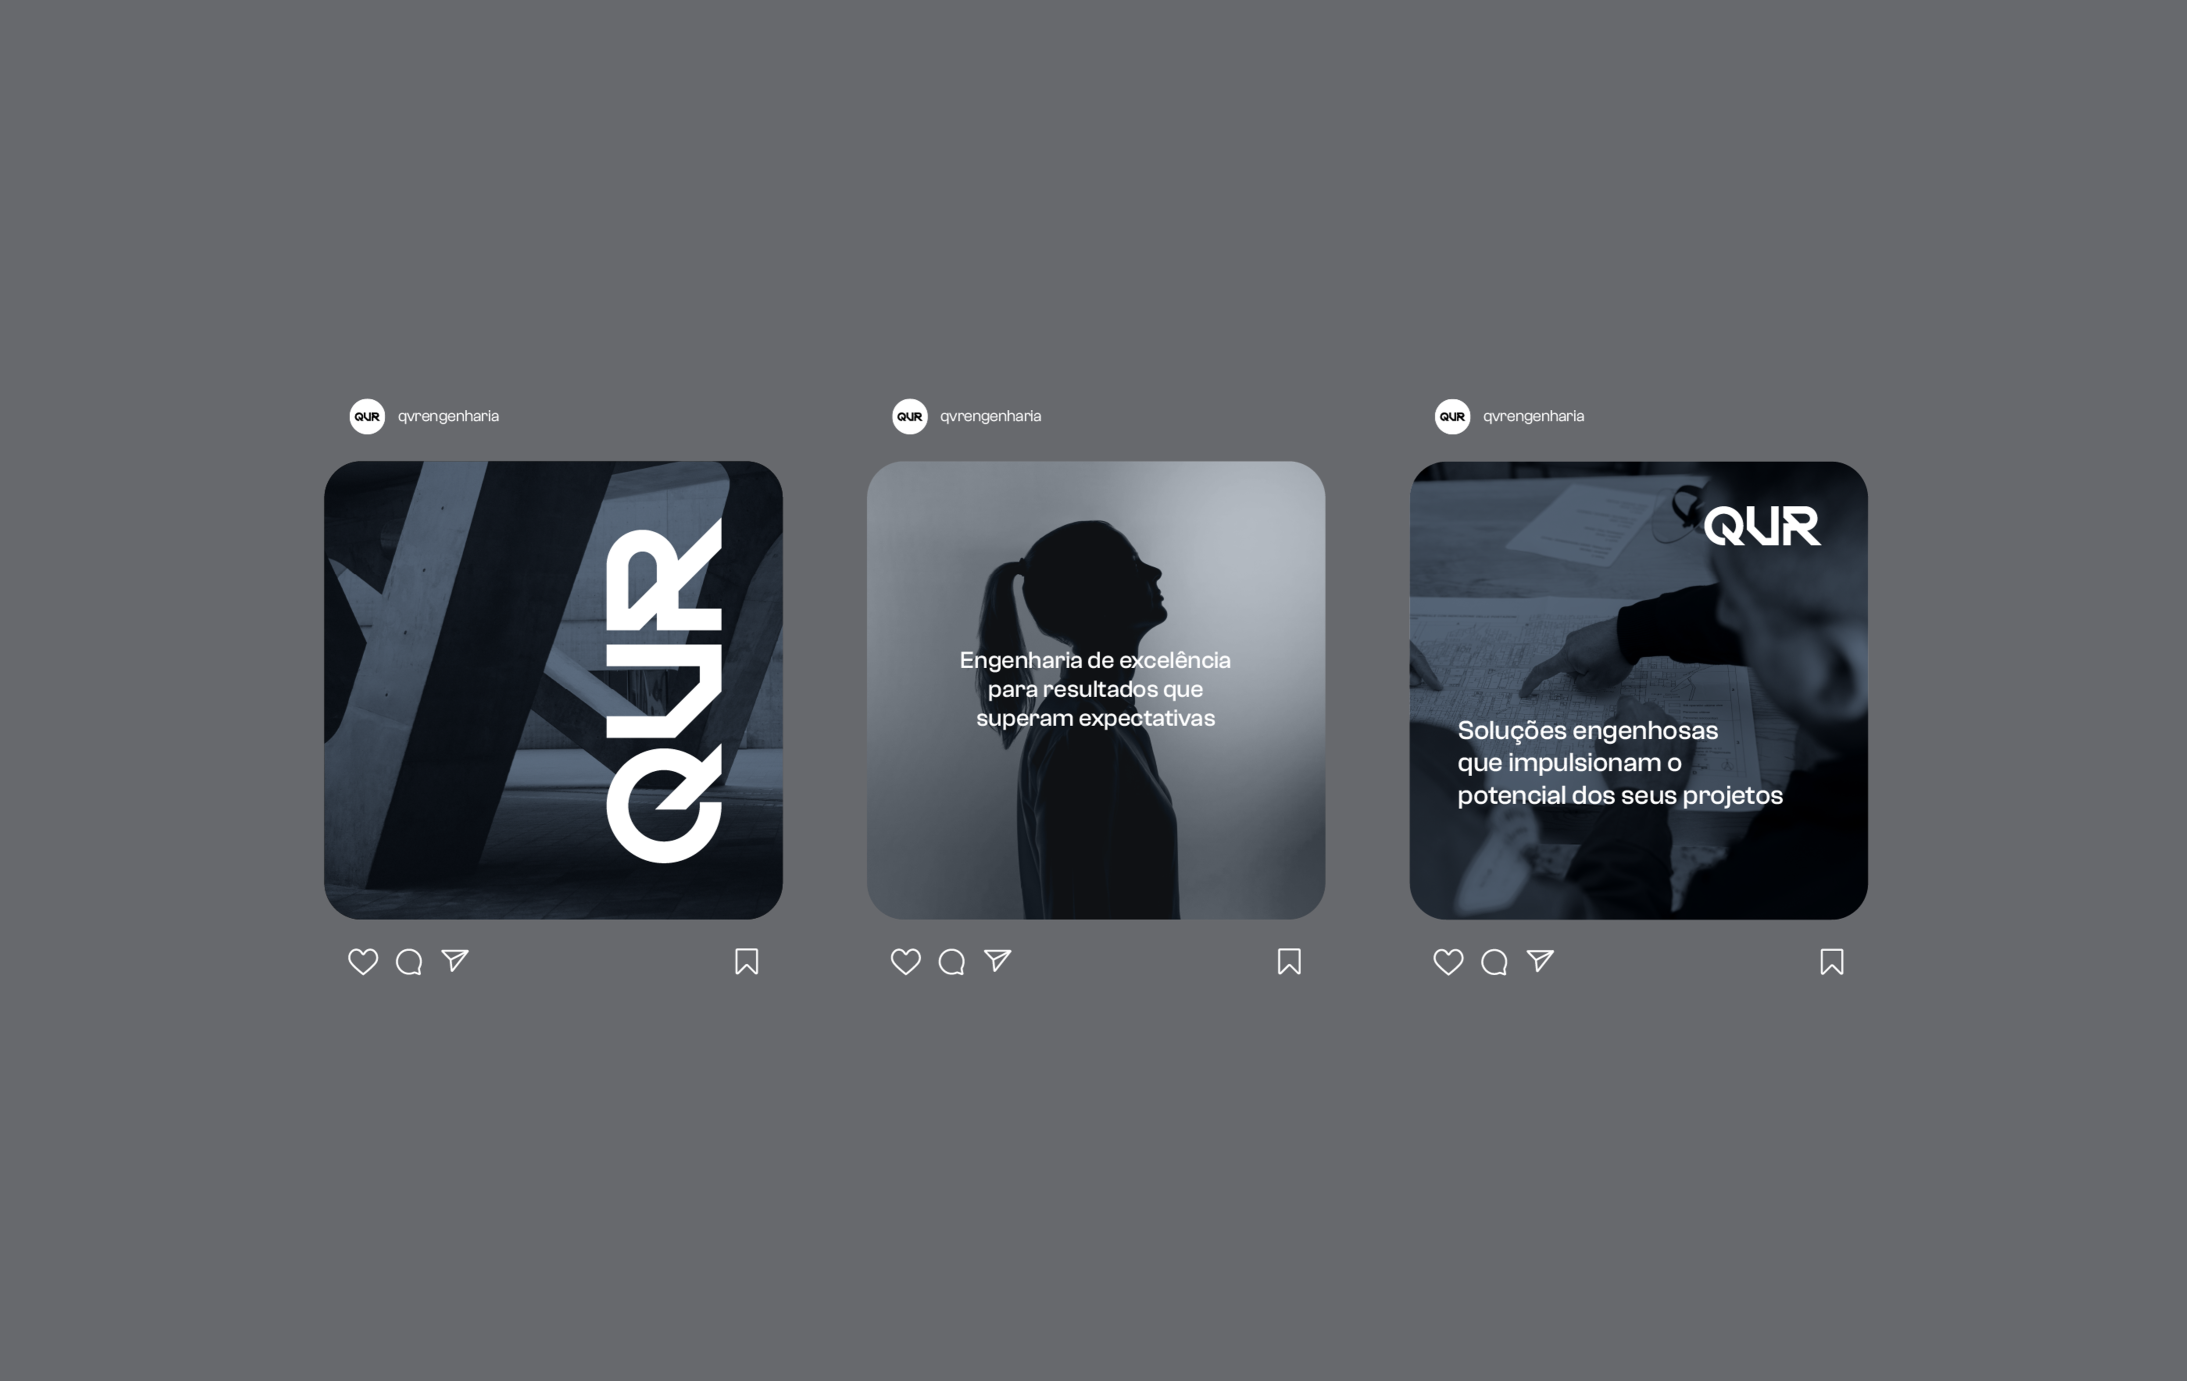 QVR qvrengenharia
QVR
QVR qvrengenharia
Engenharia de excelência
para resultados que
superam expectativas
QVR qvrengenharia
QVR
Soluções engenhosas
que impulsionam o
potencial dos seus projetos